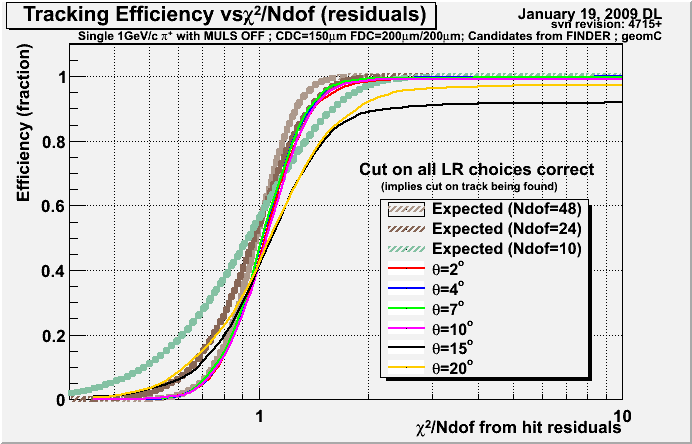 Tracking Efficiency vsχ²/Ndof (residuals)
January 19, 2009 DL
svn revision: 4715+
Single 1GeV/c π⁺ with MULS OFF ; CDC=150μm FDC=200μm/200μm; Candidates from FINDER ; geomC
Efficiency (fraction)
1
0.8
0.6
0.4
0.2
0
Cut on all LR choices correct
(implies cut on track being found)
Expected (Ndof=48)
Expected (Ndof=24)
Expected (Ndof=10)
θ=2°
θ=4°
θ=7°
θ=10°
θ=15°
θ=20°
1
10
χ²/Ndof from hit residuals